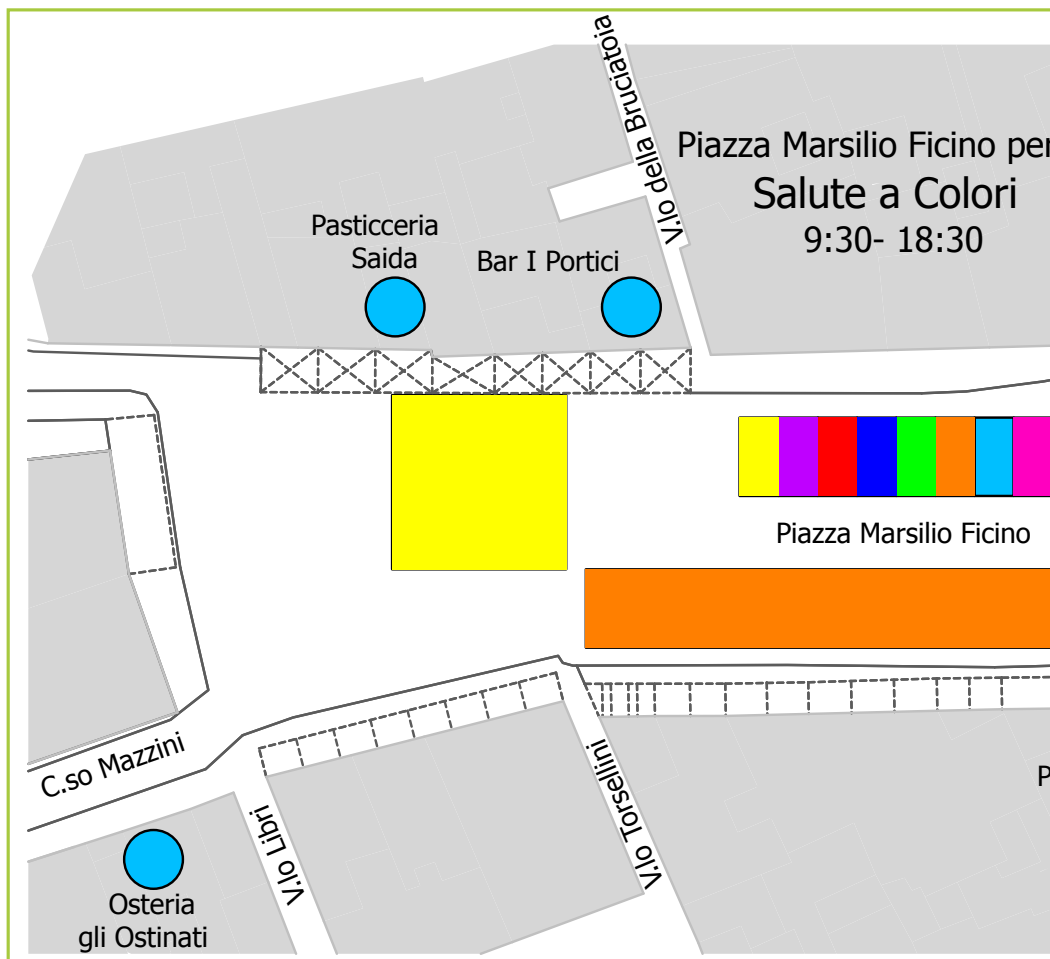 V.lo della Bruciatoia
Piazza Marsilio Ficino per
Salute a Colori
9:30- 18:30
Pasticceria
Saida
Bar I Portici
Piazza Marsilio Ficino
C.so Mazzini
V.lo Libri
V.lo Torsellini
P
Osteria
gli Ostinati